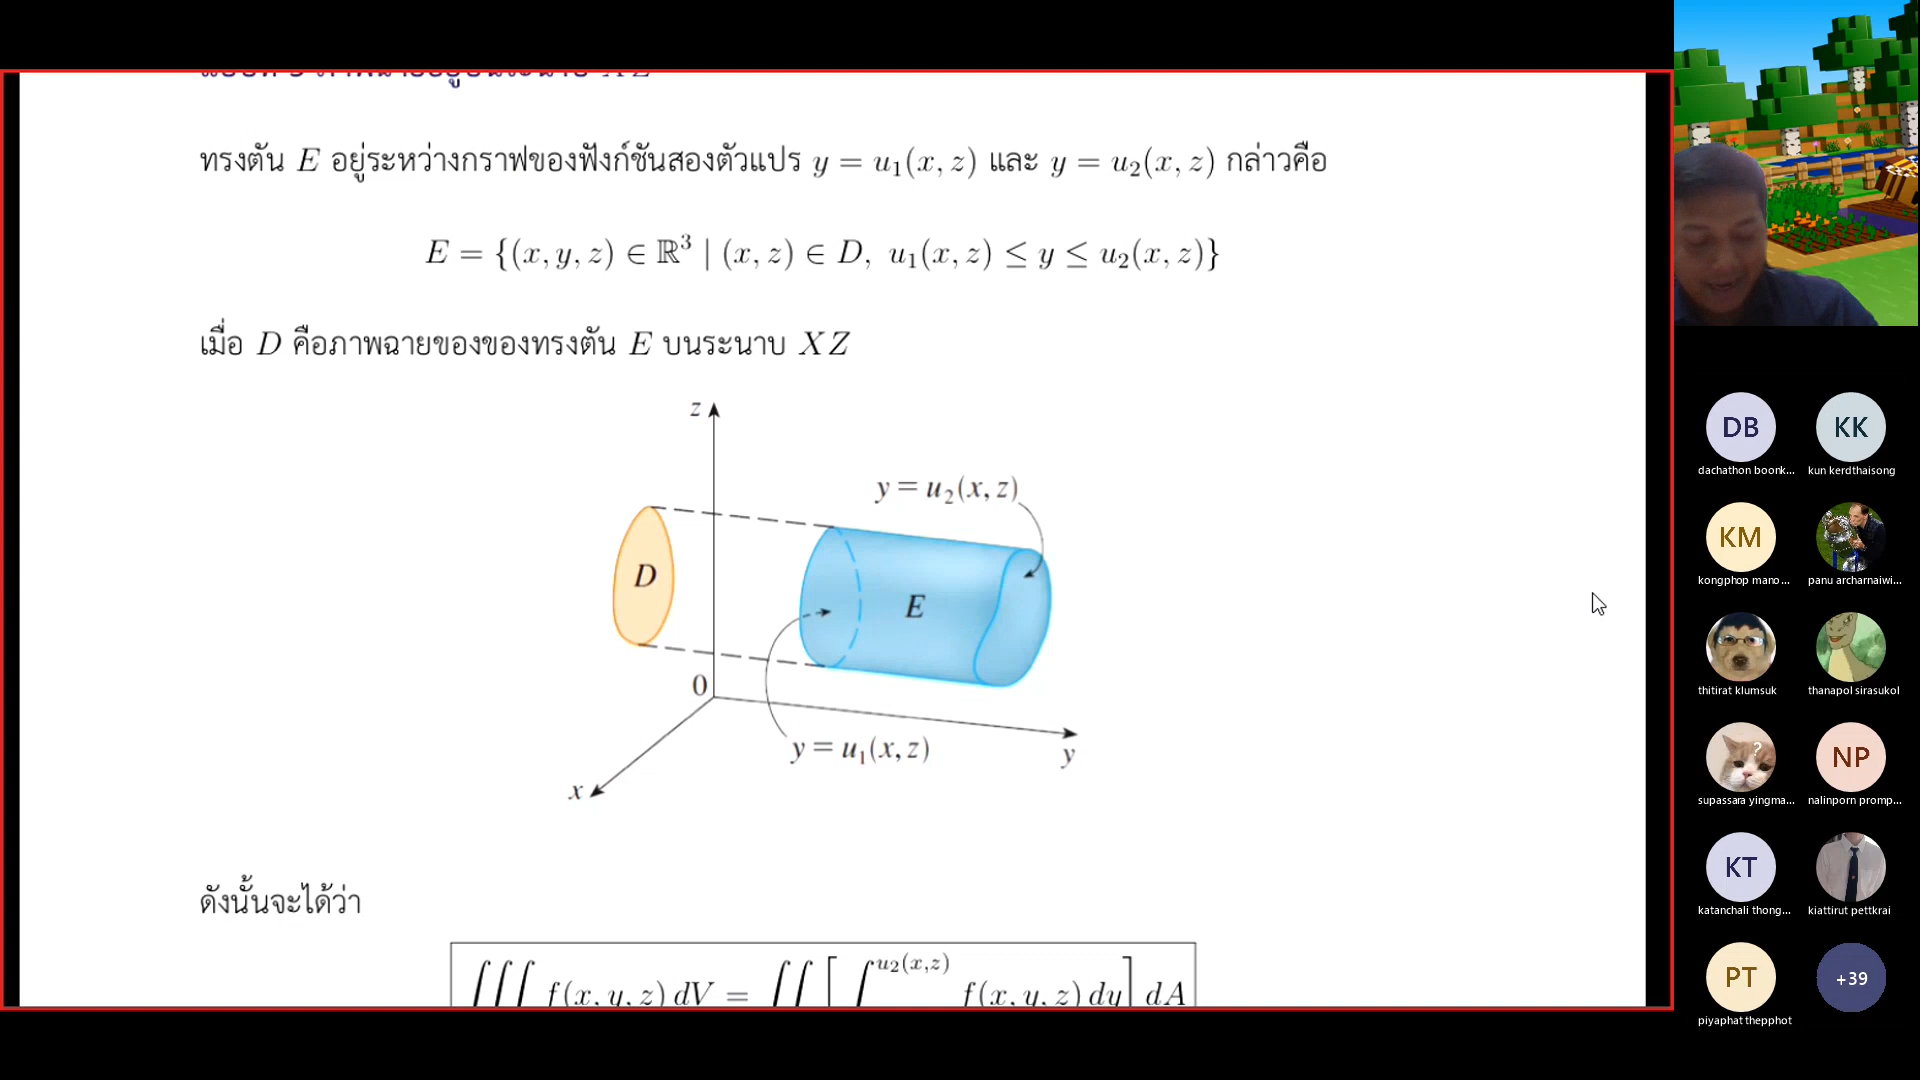 ทรงตัน E อยู่ระหว่างกราฟของฟังก์ชันสองตัวแปร y = u₁(x, z) และ y = u₂(x, z) กล่าวคือ
E = {(x, y, z) ∈ ℝ³ | (x, z) ∈ D, u₁(x, z) ≤ y ≤ u₂(x, z)}
เมื่อ D คือภาพฉายของของทรงตัน E บนระนาบ XZ
z
y = u₂(x, z)
D
E
0
y = u₁(x, z)
y
x
ดังนั้นจะได้ว่า
∭ f(x, y, z) dV = ∬ [ ∫^{u₂(x,z)} f(x, y, z) dy ] dA
DB
KK
dachathon boonk...
kun kerdthaisong
KM
kongphop mano...
panu archarnaiwi...
thitirat klumsuk
thanapol sirasukol
?
NP
supassara yingma...
nalinporn promp...
KT
katanchali thong...
kiattirut pettkrai
PT
+39
piyaphat thepphot